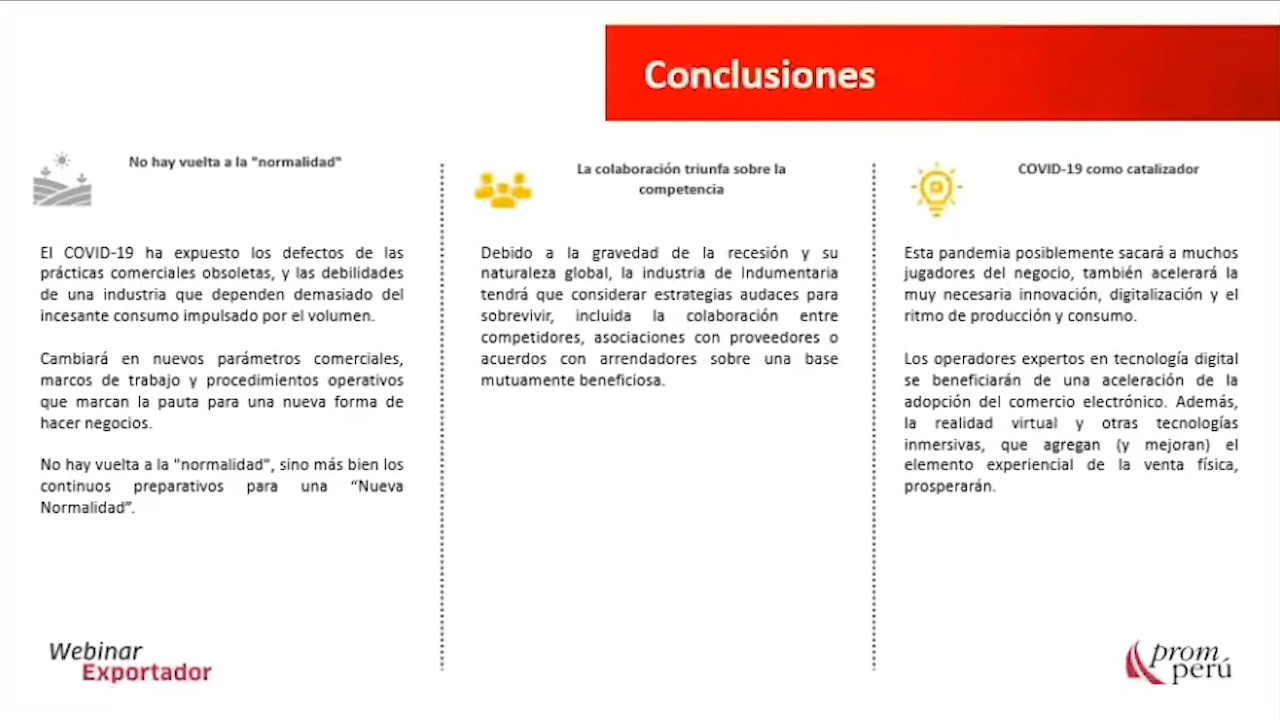 Conclusiones
No hay vuelta a la "normalidad"
El COVID-19 ha expuesto los defectos de las
prácticas comerciales obsoletas, y las debilidades
de una industria que dependen demasiado del
incesante consumo impulsado por el volumen.
Cambiará en nuevos parámetros comerciales,
marcos de trabajo y procedimientos operativos
que marcan la pauta para una nueva forma de
hacer negocios.
No hay vuelta a la "normalidad", sino más bien los
continuos preparativos para una “Nueva
Normalidad”.
La colaboración triunfa sobre la
competencia
Debido a la gravedad de la recesión y su
naturaleza global, la industria de Indumentaria
tendrá que considerar estrategias audaces para
sobrevivir, incluida la colaboración entre
competidores, asociaciones con proveedores o
acuerdos con arrendadores sobre una base
mutuamente beneficiosa.
COVID-19 como catalizador
Esta pandemia posiblemente sacará a muchos
jugadores del negocio, también acelerará la
muy necesaria innovación, digitalización y el
ritmo de producción y consumo.
Los operadores expertos en tecnología digital
se beneficiarán de una aceleración de la
adopción del comercio electrónico. Además,
la realidad virtual y otras tecnologías
inmersivas, que agregan (y mejoran) el
elemento experiencial de la venta física,
prosperarán.
Webinar
Exportador
prom
perú